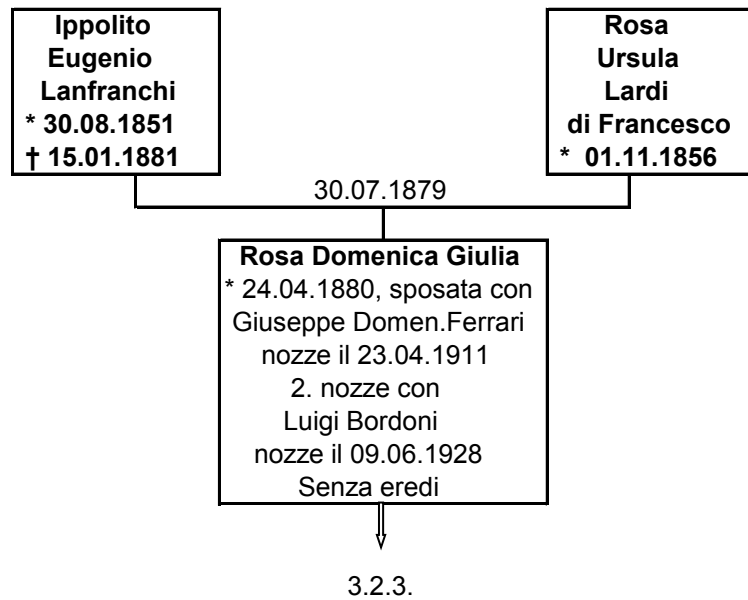 Ippolito
Eugenio
Lanfranchi
* 30.08.1851
† 15.01.1881
Rosa
Ursula
Lardi
di Francesco
* 01.11.1856
30.07.1879
Rosa Domenica Giulia
* 24.04.1880, sposata con
Giuseppe Domen.Ferrari
nozze il 23.04.1911
2. nozze con
Luigi Bordoni
nozze il 09.06.1928
Senza eredi
3.2.3.